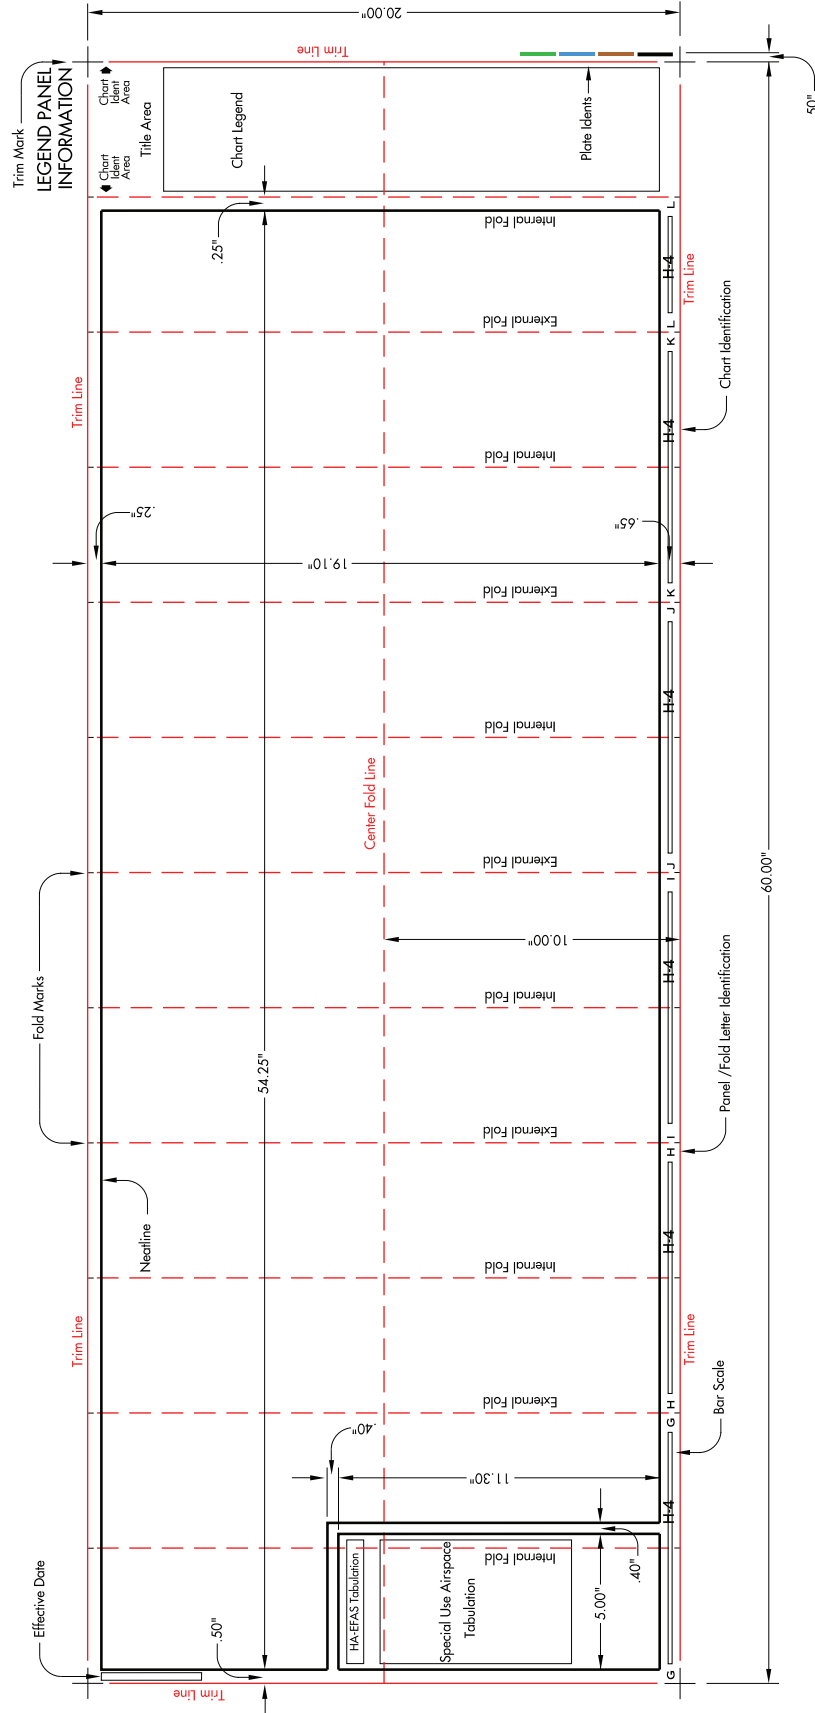 20.00"
Trim Line
.50"
Trim Mark
LEGEND PANEL
INFORMATION
Chart
Ident
Area
Chart
Ident
Area
Title Area
Chart Legend
Plate Idents
.25"
Internal Fold
L
H-4
Trim Line
External Fold
L
K
Trim Line
H-4
Chart Identification
Internal Fold
.25"
.65"
19.10"
External Fold
K
J
H-4
Internal Fold
Center Fold Line
External Fold
J
I
60.00"
10.00"
H-4
Fold Marks
Internal Fold
Panel /Fold Letter Identification
54.25"
External Fold
I
H
Neatline
H-4
Internal Fold
Trim Line
Trim Line
Bar Scale
External Fold
H
G
.40"
11.30"
H-4
HA-EFAS Tabulation
Special Use Airspace
Tabulation
Internal Fold
.40"
5.00"
Effective Date
.50"
G
Trim Line